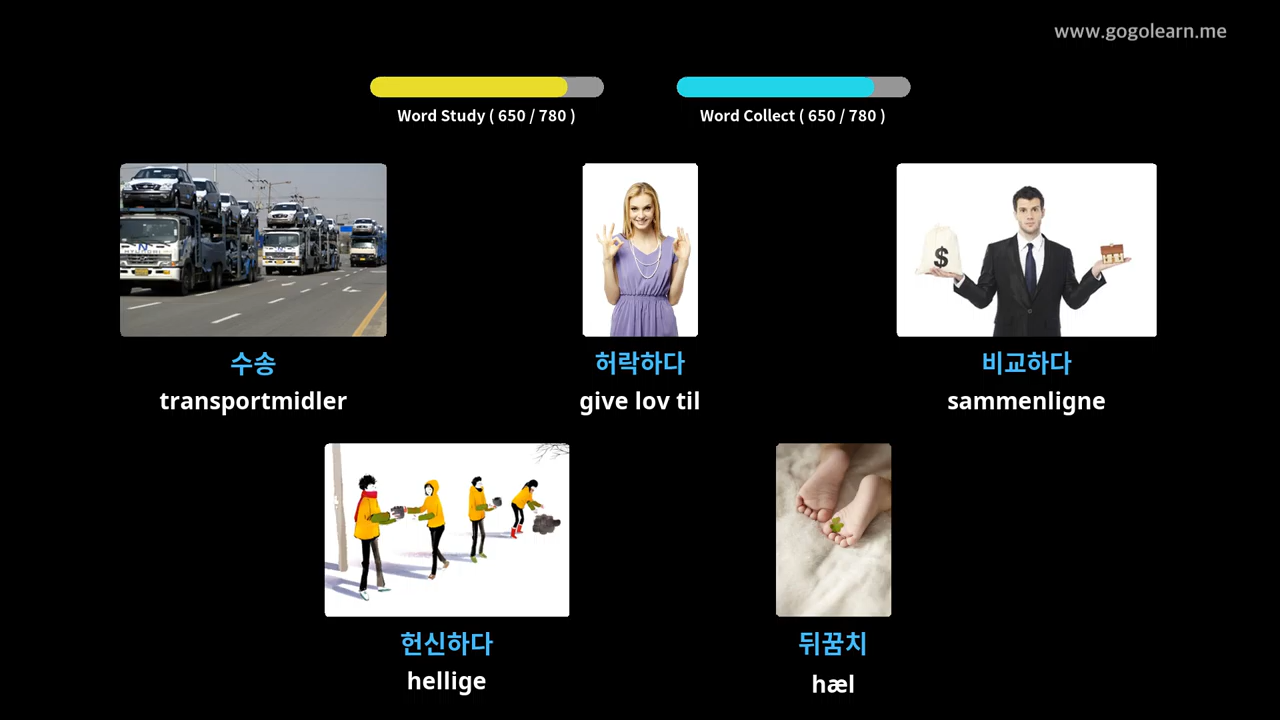 www.gogolearn.me
Word Study ( 650 / 780 )
Word Collect ( 650 / 780 )
$
수송
transportmidler
허락하다
give lov til
비교하다
sammenligne
헌신하다
hellige
뒤꿈치
hæl